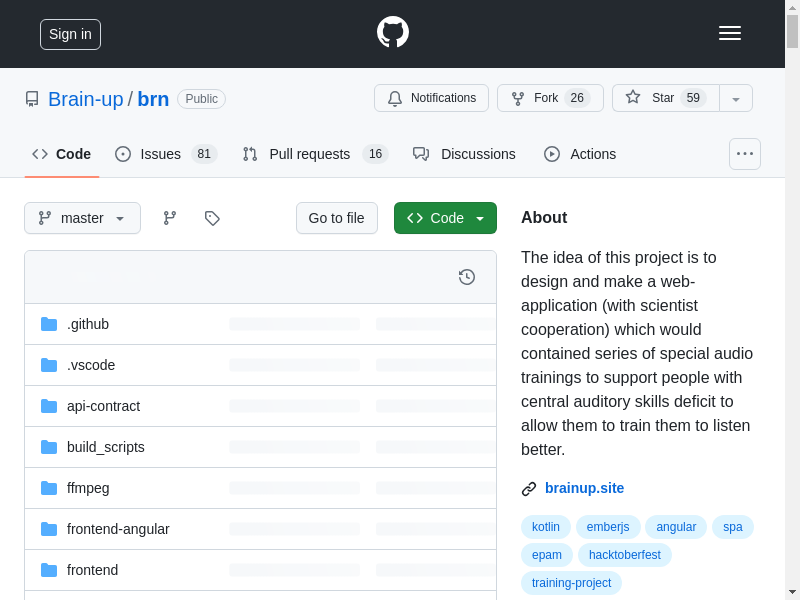 Sign in
Brain-up / brn Public
Notifications
Fork 26
Star 59
Code
Issues 81
Pull requests 16
Discussions
Actions
master
Go to file
Code
.github
.vscode
api-contract
build_scripts
ffmpeg
frontend-angular
frontend
About
The idea of this project is to
design and make a web-
application (with scientist
cooperation) which would
contained series of special audio
trainings to support people with
central auditory skills deficit to
allow them to train them to listen
better.
brainup.site
kotlin emberjs angular spa
epam hacktoberfest
training-project